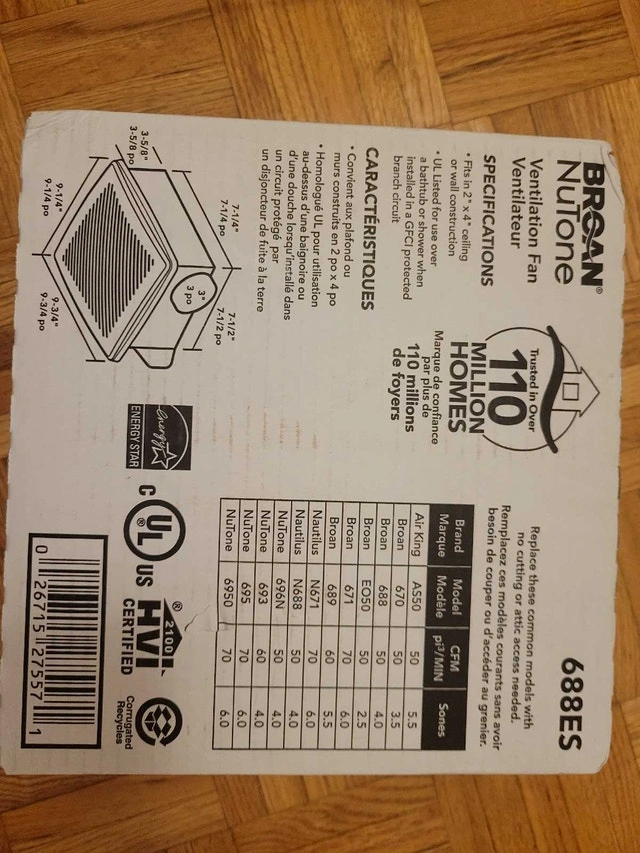 BROAN®
NuTone
Ventilation Fan
Ventilateur
SPECIFICATIONS
• Fits in 2" x 4" ceiling
or wall construction
• UL Listed for use over
a bathtub or shower when
installed in a GFCI protected
branch circuit
CARACTÉRISTIQUES
• Convient aux plafond ou
murs construits en 2 po x 4 po
• Homologué UL pour utilisation
au-dessus d'une baignoire ou
d'une douche lorsqu'installé dans
un circuit protégé par
un disjoncteur de fuite à la terre
7-1/4"
7-1/4 po
7-1/2"
7-1/2 po
3"
3 po
3-5/8"
3-5/8 po
9-1/4"
9-1/4 po
9-3/4"
9-3/4 po
Trusted in Over
110
MILLION
HOMES
Marque de confiance
par plus de
110 millions
de foyers
energy
ENERGY STAR
688ES
Replace these common models with
no cutting or attic access needed.
Remplacez ces modèles courants sans avoir
besoin de couper ou d'accéder au grenier.
Brand Marque Model Modèle CFM pi³/MIN Sones
Air King AS50 50 5.5
Broan 670 50 3.5
Broan 688 50 4.0
Broan EO50 50 2.5
Broan 671 70 6.0
Broan 689 60 5.5
Nautilus N671 70 6.0
Nautilus N688 50 4.0
NuTone 696N 50 4.0
NuTone 693 60 4.0
NuTone 695 70 6.0
NuTone 6950 70 6.0
C UL® US
2100
HVI®
CERTIFIED
Corrugated
Recycles
0 26715 27557 1